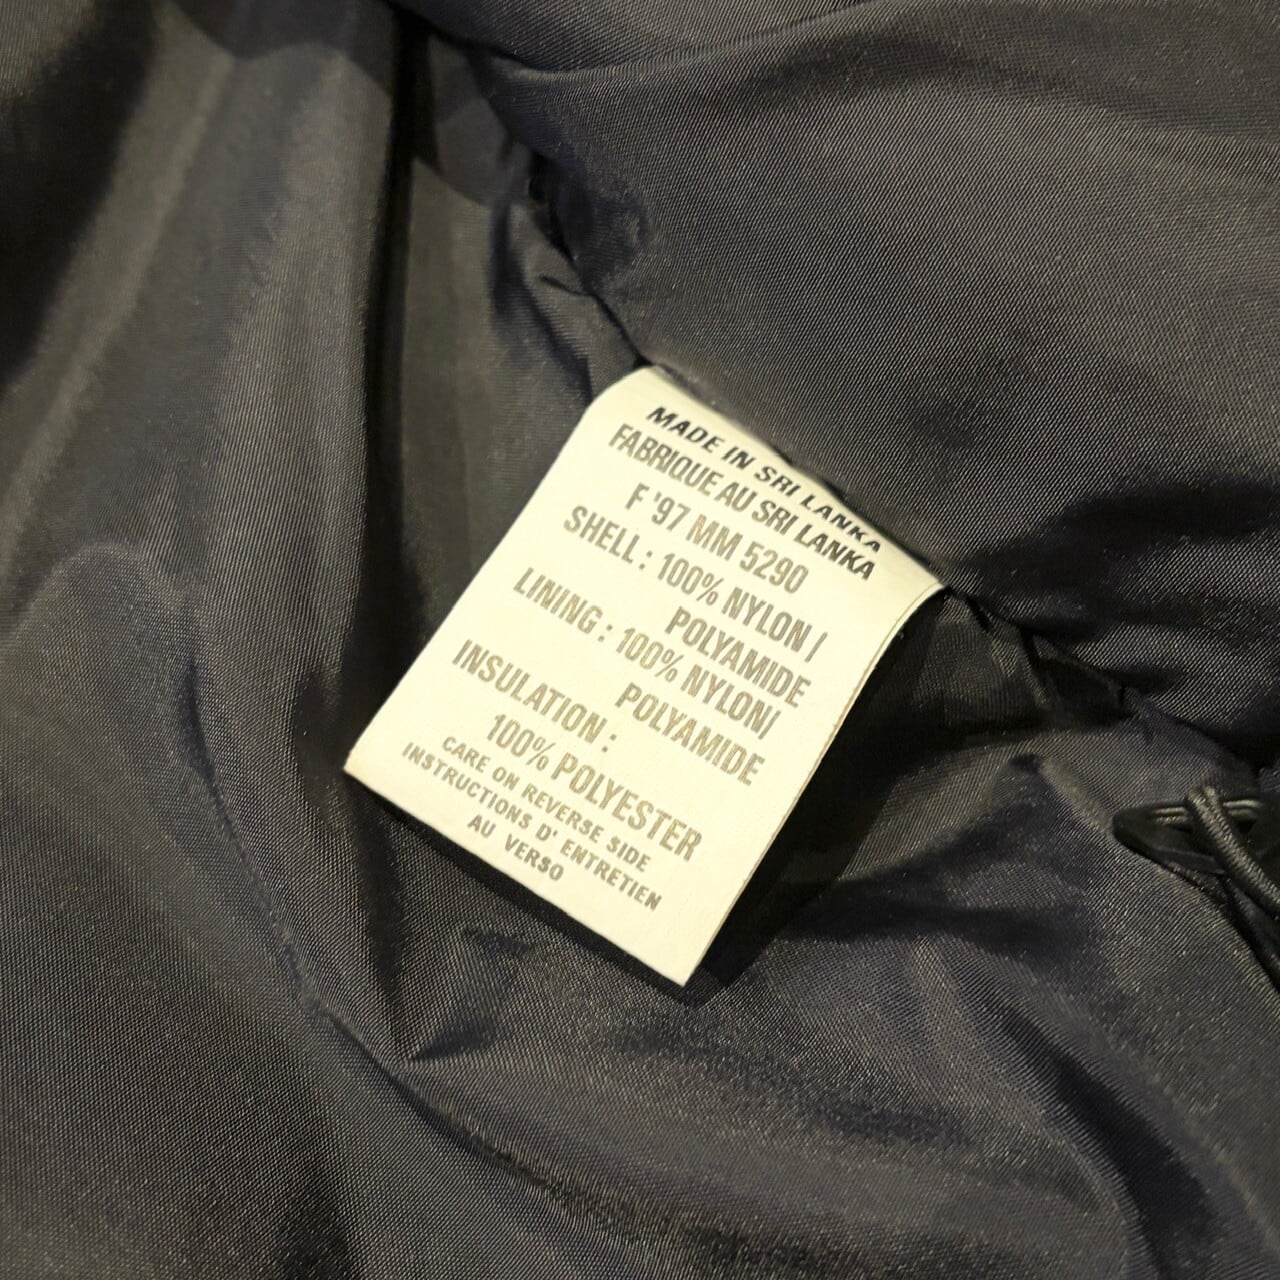 MADE IN SRI LANKA
FABRIQUE AU SRI LANKA
F '97 MM 5290
SHELL : 100% NYLON /
POLYAMIDE
LINING : 100% NYLON/
POLYAMIDE
INSULATION :
100% POLYESTER
CARE ON REVERSE SIDE
INSTRUCTIONS D' ENTRETIEN
AU VERSO